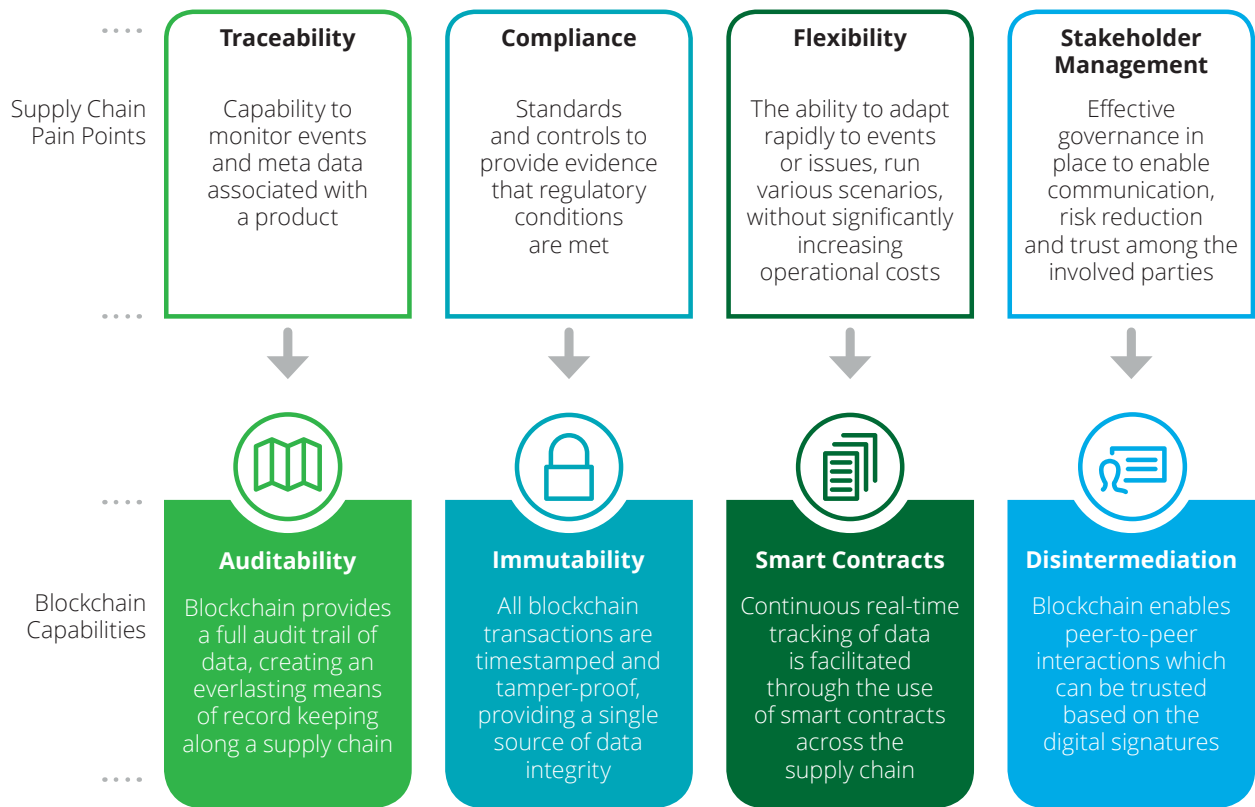 Supply Chain
Pain Points
Traceability
Capability to
monitor events
and meta data
associated with
a product
Compliance
Standards
and controls to
provide evidence
that regulatory
conditions
are met
Flexibility
The ability to adapt
rapidly to events
or issues, run
various scenarios,
without significantly
increasing
operational costs
Stakeholder
Management
Effective
governance in
place to enable
communication,
risk reduction
and trust among the
involved parties
Blockchain
Capabilities
Auditability
Blockchain provides
a full audit trail of
data, creating an
everlasting means
of record keeping
along a supply chain
Immutability
All blockchain
transactions are
timestamped and
tamper-proof,
providing a single
source of data
integrity
Smart Contracts
Continuous real-time
tracking of data
is facilitated
through the use
of smart contracts
across the
supply chain
Disintermediation
Blockchain enables
peer-to-peer
interactions which
can be trusted
based on the
digital signatures